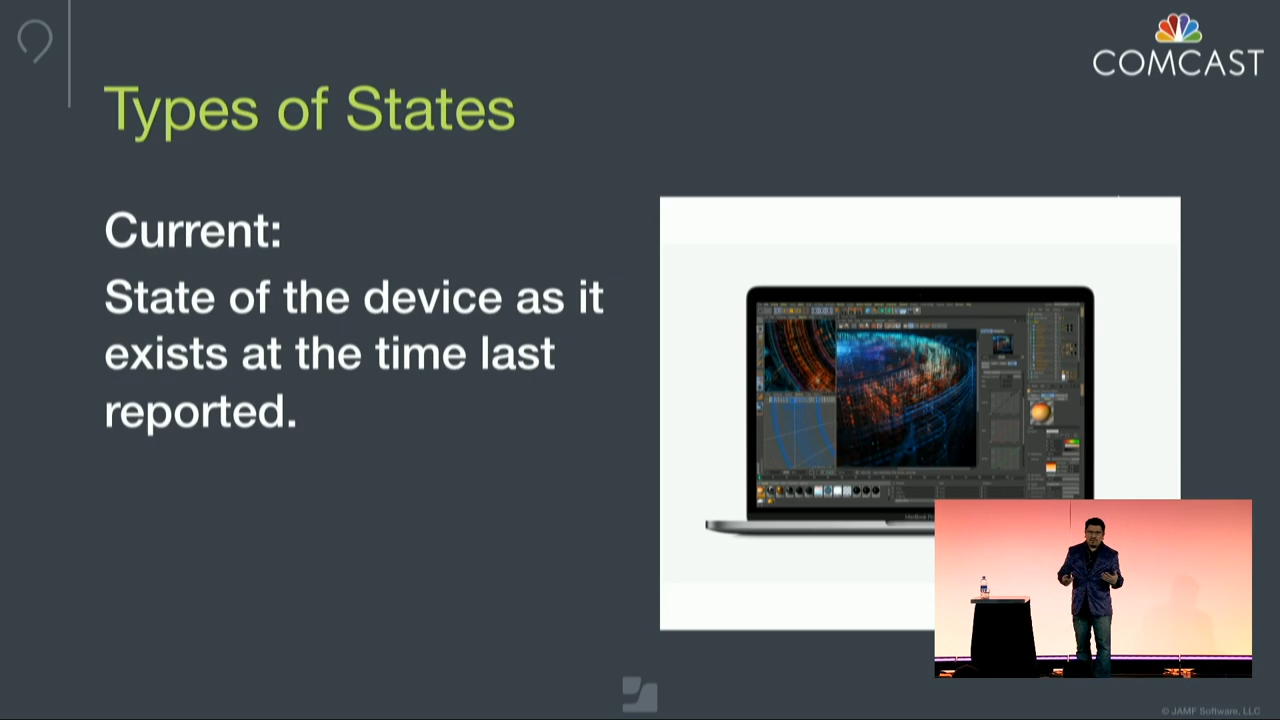 COMCAST
Types of States
Current:
State of the device as it
exists at the time last
reported.
© JAMF Software, LLC